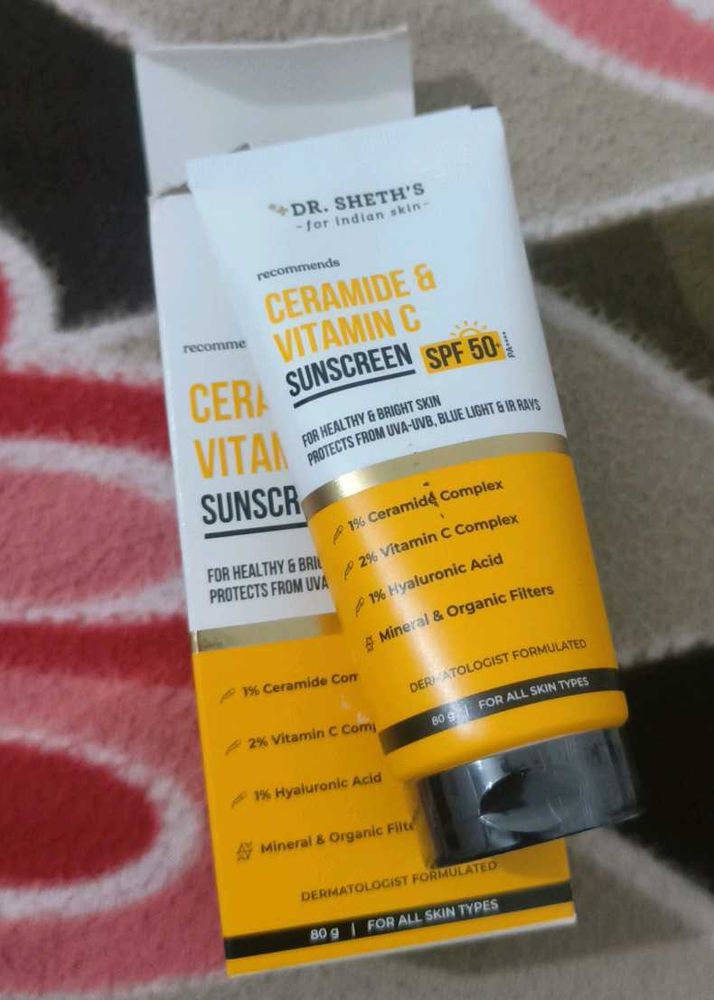 DR. SHETH'S
-for Indian skin-
recommends
CERAMIDE &
VITAMIN C
SUNSCREEN SPF 50+ PA++++
FOR HEALTHY & BRIGHT SKIN
PROTECTS FROM UVA-UVB, BLUE LIGHT & IR RAYS
1% Ceramide Complex
2% Vitamin C Complex
1% Hyaluronic Acid
Mineral & Organic Filters
DERMATOLOGIST FORMULATED
80 g | FOR ALL SKIN TYPES
recomme
CERA
VITAM
SUNSCR
FOR HEALTHY & BRI
PROTECTS FROM UVA
1% Ceramide Com
2% Vitamin C Comp
1% Hyaluronic Acid
Mineral & Organic Filte
DERMATOLOGIST FORMULATED
80 g | FOR ALL SKIN TYPES